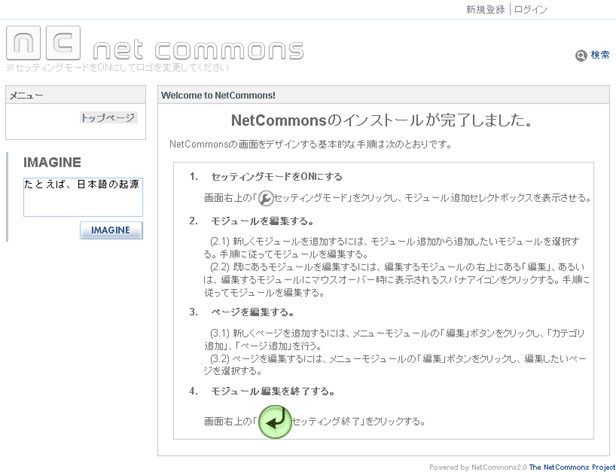 新規登録 | ログイン
nc net commons
※セッティングモードをONにしてロゴを変更してください
検索
メニュー
トップページ
IMAGINE
たとえば、日本語の起源
IMAGINE
Welcome to NetCommons!
NetCommonsのインストールが完了しました。
NetCommonsの画面をデザインする基本的な手順は次のとおりです。
1. セッティングモードをONにする
画面右上の「セッティングモード」をクリックし、モジュール追加セレクトボックスを表示させる。
2. モジュールを編集する。
(2.1) 新しくモジュールを追加するには、モジュール追加から追加したいモジュールを選択す
る。手順に従ってモジュールを編集する。
(2.2) 既にあるモジュールを編集するには、編集するモジュールの右上にある「編集」、あるい
は、編集するモジュールにマウスオーバー時に表示されるスパナアイコンをクリックする。手順に
従ってモジュールを編集する。
3. ページを編集する。
(3.1) 新しくページを追加するには、メニューモジュールの「編集」ボタンをクリックし、「カテゴリ
追加」、「ページ追加」を行う。
(3.2) ページを編集するには、メニューモジュールの「編集」ボタンをクリックし、編集したいペー
ジを選択する。
4. モジュール編集を終了する。
画面右上の「セッティング終了」をクリックする。
Powered by NetCommons2.0 The NetCommons Project